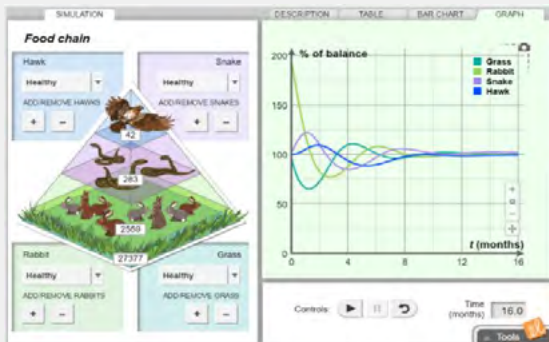 SIMULATION
Food chain
Hawk
Healthy
ADD/REMOVE HAWKS
+ −
Snake
Healthy
ADD/REMOVE SNAKES
+ −
42
283
2559
27377
Rabbit
Healthy
ADD/REMOVE RABBITS
+ −
Grass
Healthy
ADD/REMOVE GRASS
+ −
DESCRIPTION TABLE BAR CHART GRAPH
% of balance
Grass
Rabbit
Snake
Hawk
200
150
100
50
0
0 4 8 12 16
t (months)
Controls:
Time
(months)
16.0
Tools